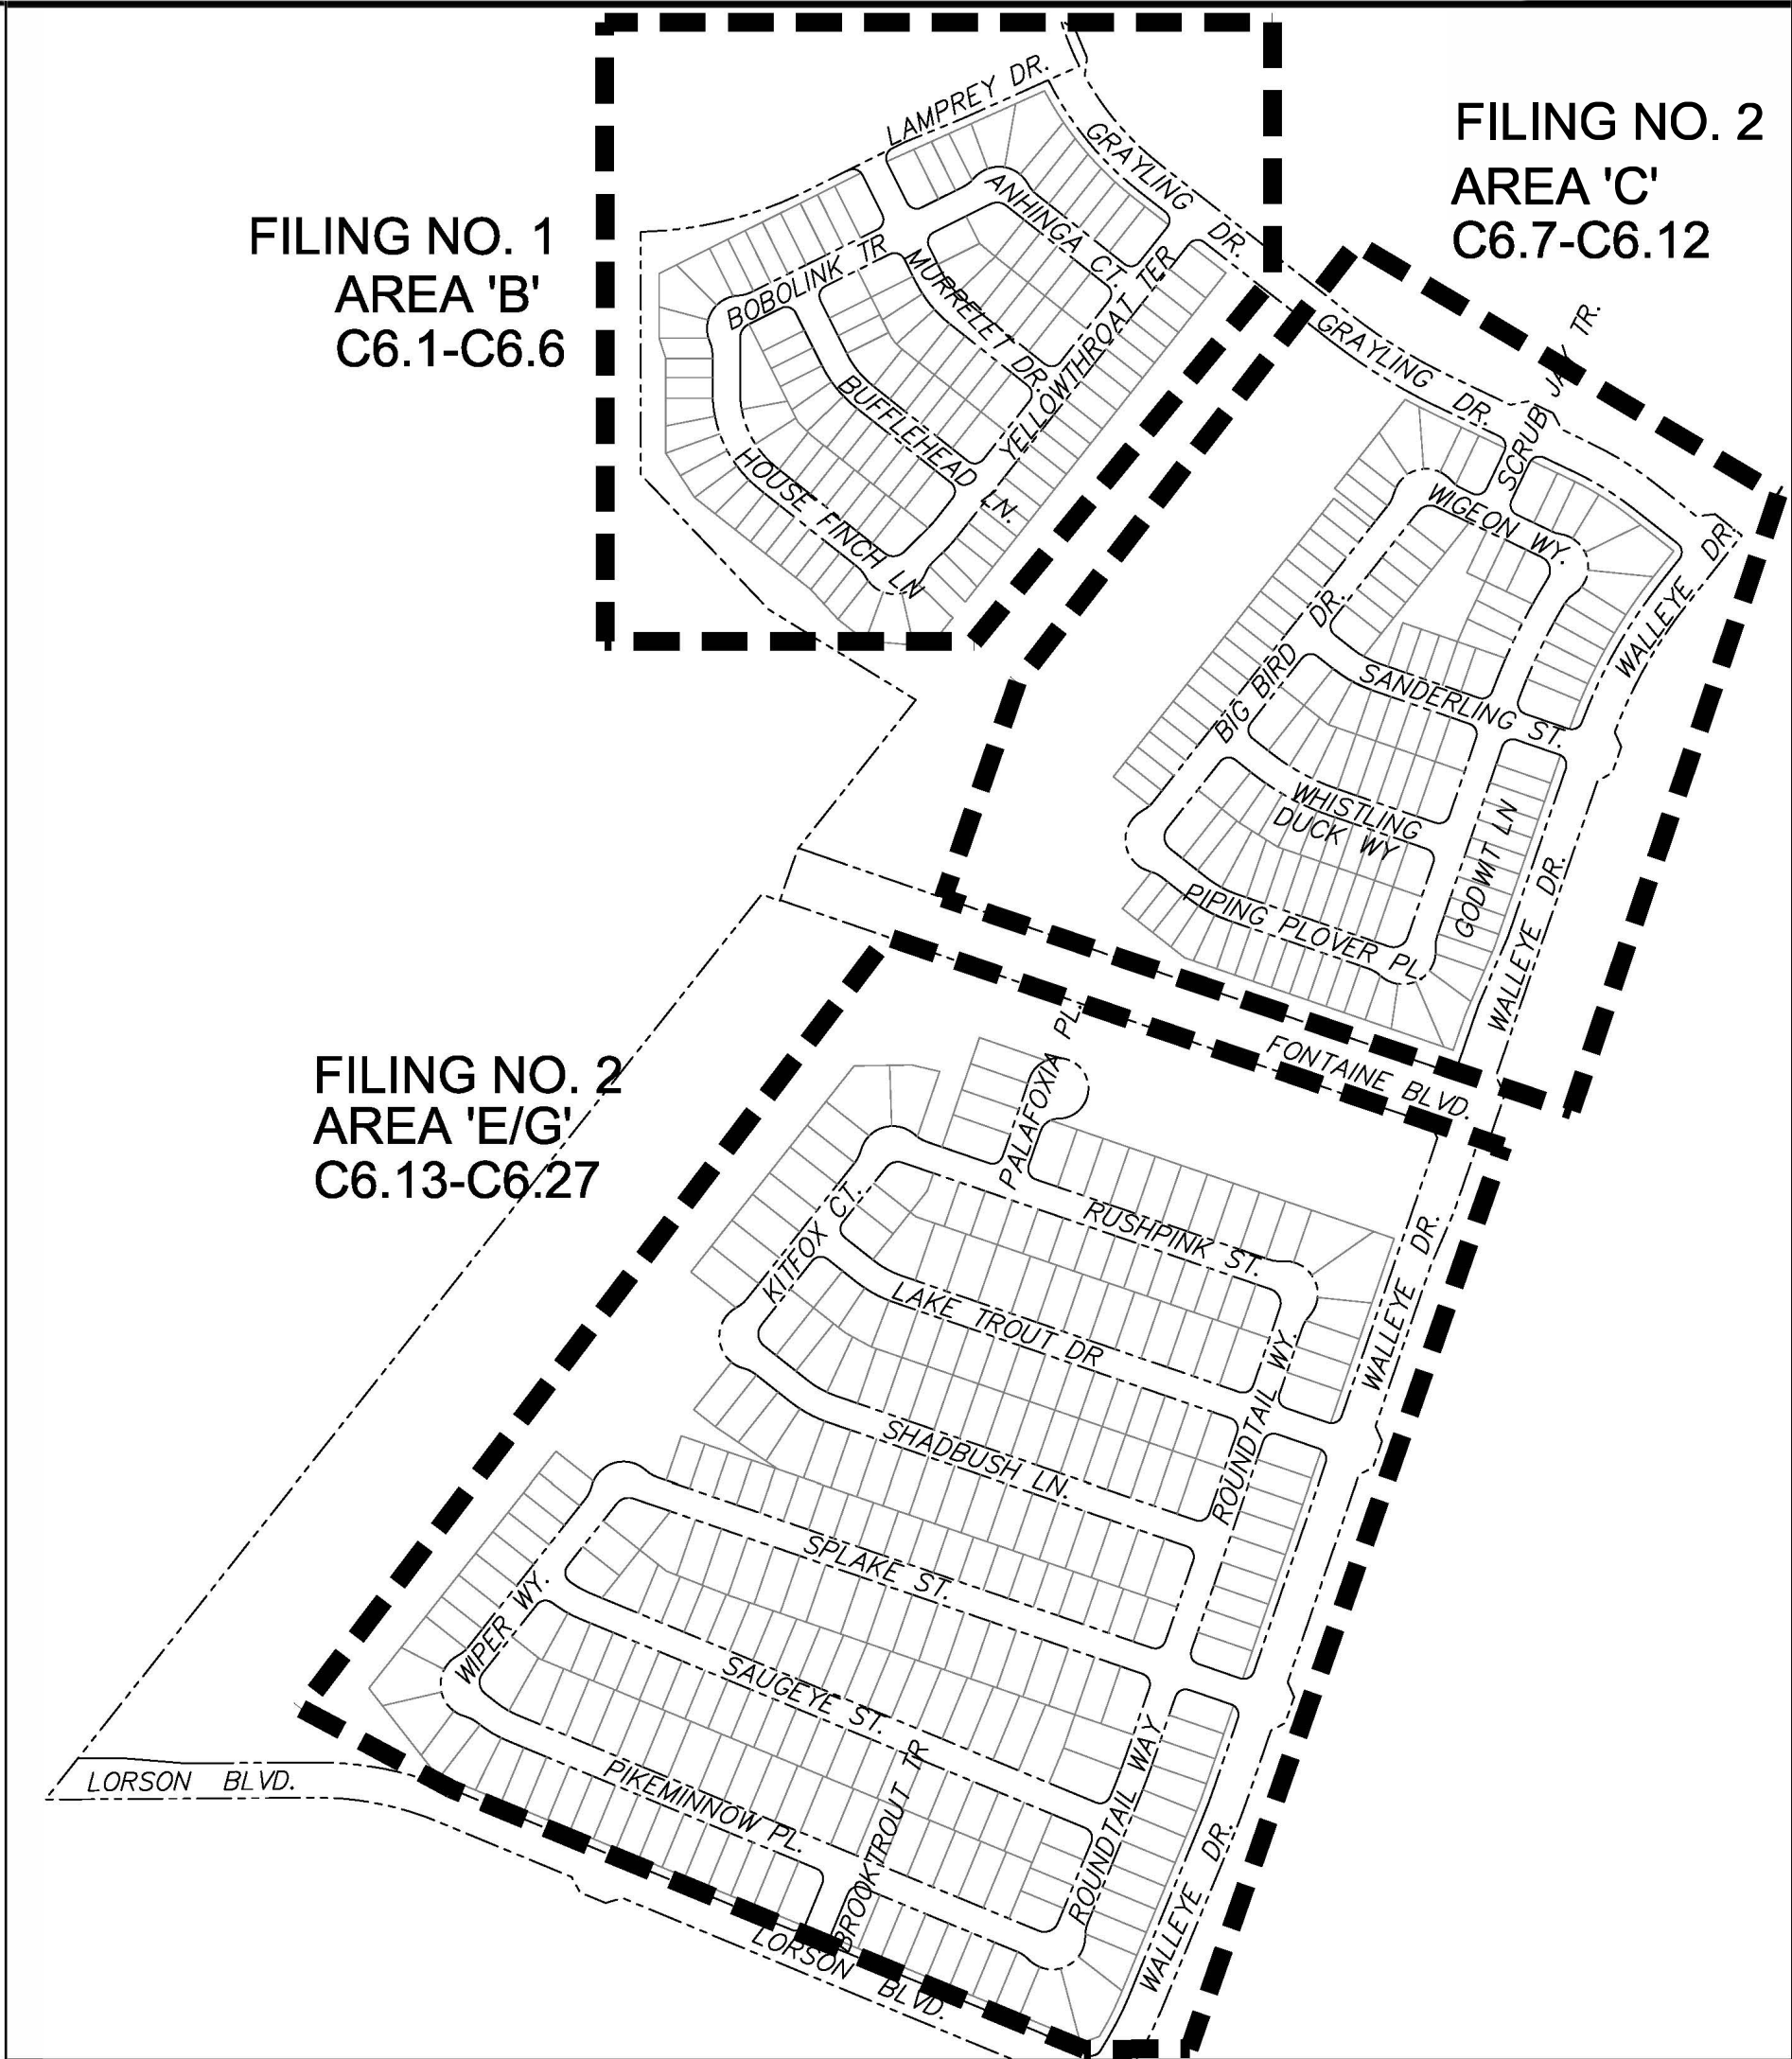 LAMPREY DR.
GRAYLING DR.
FILING NO. 2
AREA 'C'
C6.7-C6.12
FILING NO. 1
AREA 'B'
C6.1-C6.6
ANHINGA CT.
BOBOLINK TR
MURRELET DR.
YELLOWTHROAT TER
BUFFLEHEAD LN.
HOUSE FINCH LN
GRAYLING DR.
SCRUB JAY TR.
WIGEON WY.
WALLEYE DR.
BIG BIRD DR.
SANDERLING ST.
WHISTLING
DUCK WY
GODWIT LN
PIPING PLOVER PL.
WALLEYE DR.
FONTAINE BLVD.
FILING NO. 2
AREA 'E/G'
C6.13-C6.27
PALAFOXIA PL.
RUSHPINK ST.
KITFOX CT.
LAKE TROUT DR
WALLEYE DR.
ROUNDTAIL WY.
SHADBUSH LN.
SPLAKE ST.
WIPER WY.
SAUGEYE ST.
ROUNDTAIL WAY
PIKEMINNOW PL.
BROOKTROUT TR
LORSON BLVD.
WALLEYE DR.
LORSON BLVD.